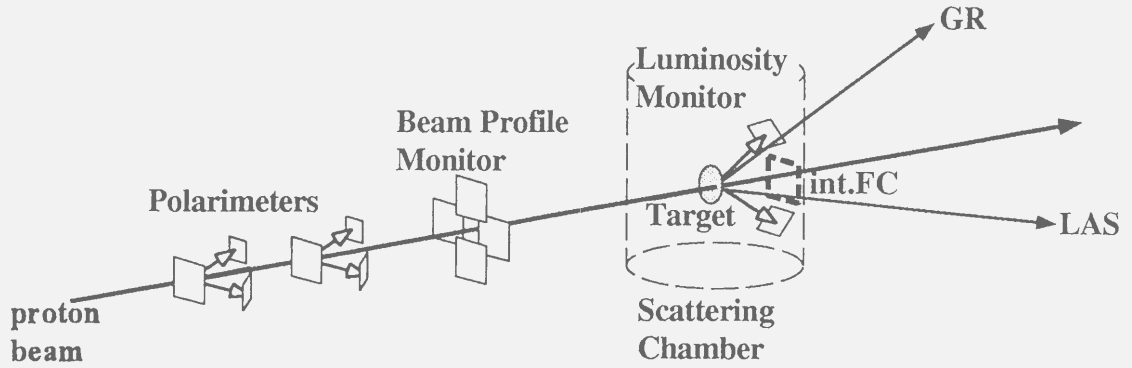 GR
Luminosity
Monitor
Beam Profile
Monitor
Polarimeters
int.FC
Target
LAS
proton
beam
Scattering
Chamber